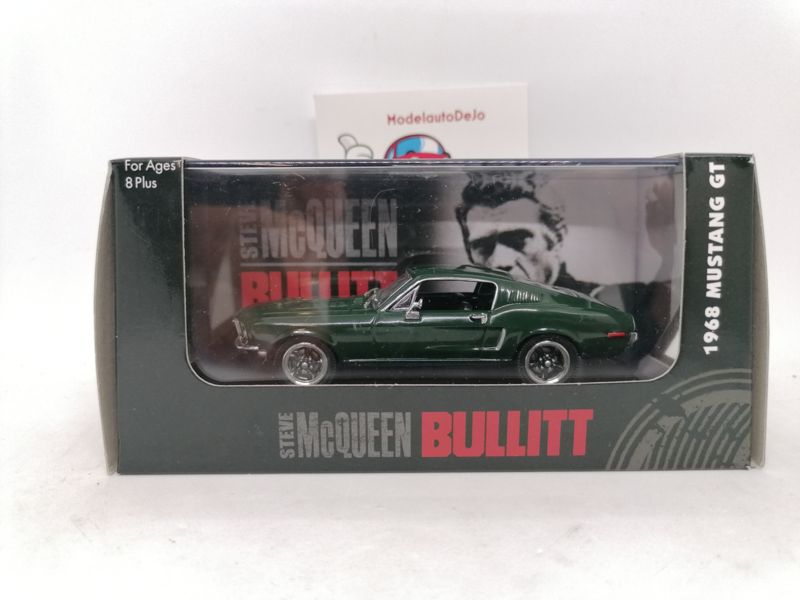 ModelautoDeJo
For Ages
8 Plus
STEVE
McQUEEN
BULLITT
1968 MUSTANG GT
STEVE
McQUEEN BULLITT